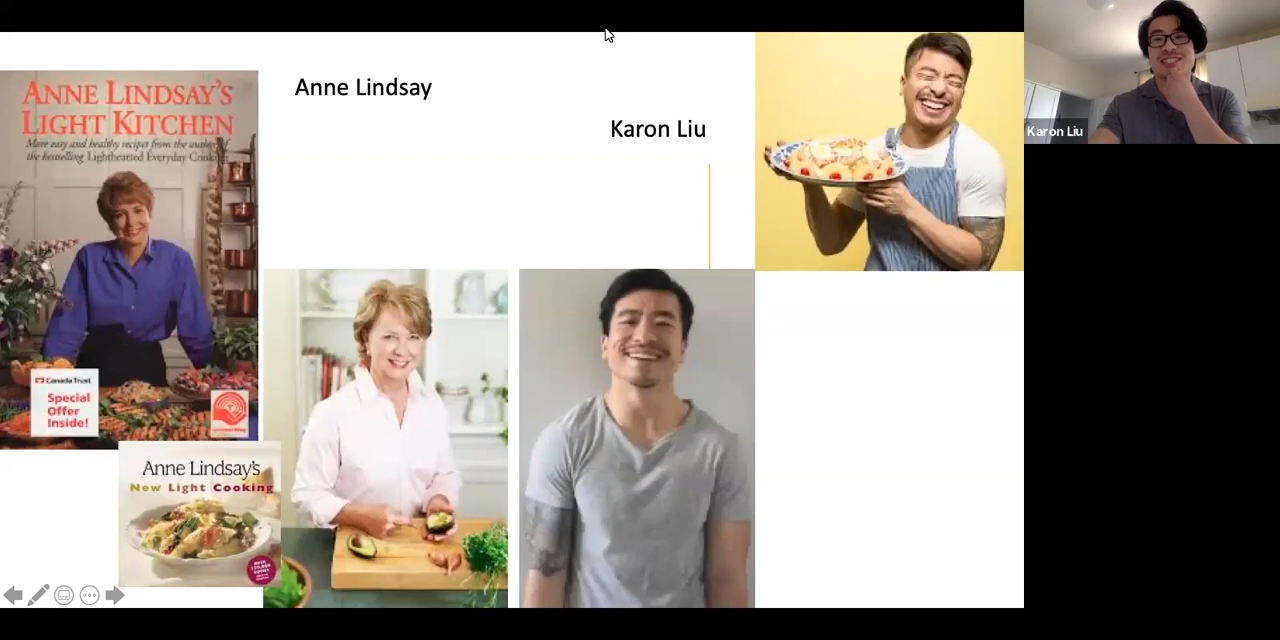 ANNE LINDSAY'S
LIGHT KITCHEN
More easy and healthy recipes from the author of
the bestselling Lighthearted Everyday Cooking
Canada Trust
Special
Offer
Inside!
Anne Lindsay
Karon Liu
Karon Liu
Anne Lindsay's
New Light Cooking